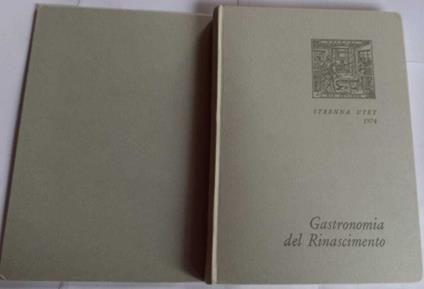 STRENNA UTET
1974
Gastronomia
del Rinascimento